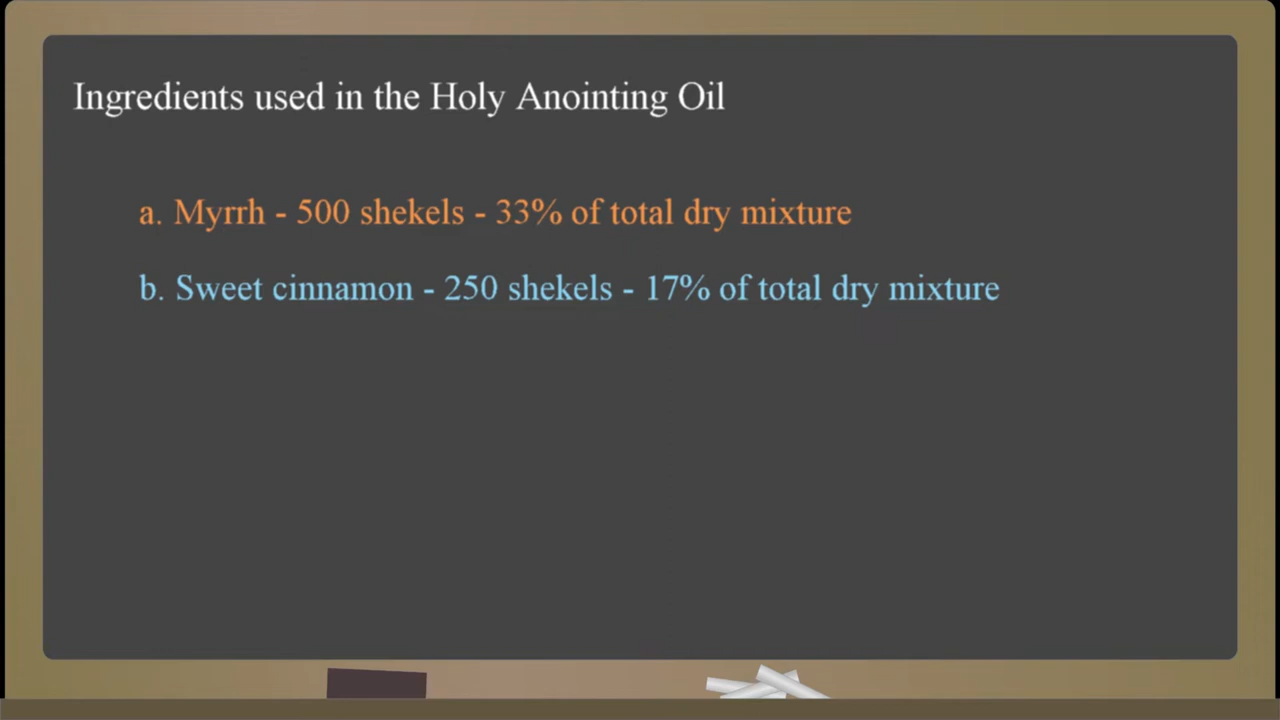 Ingredients used in the Holy Anointing Oil
a. Myrrh - 500 shekels - 33% of total dry mixture
b. Sweet cinnamon - 250 shekels - 17% of total dry mixture